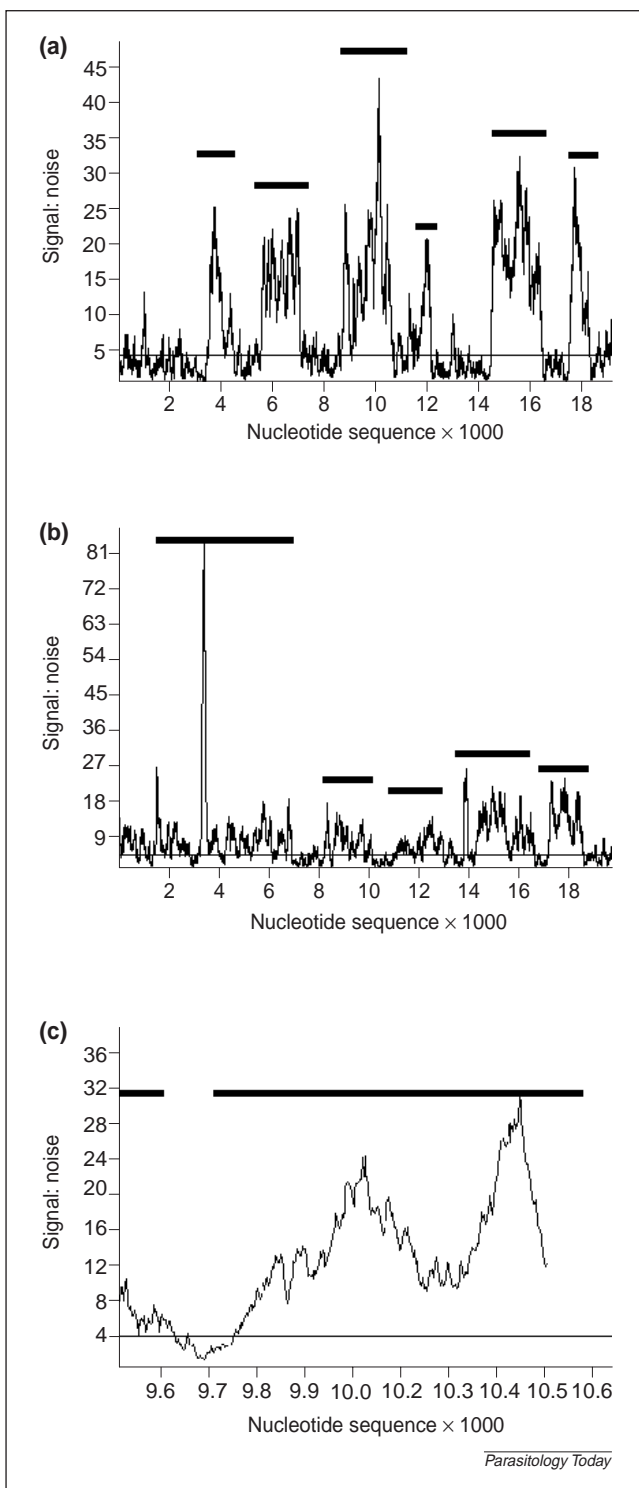 (a)
Signal: noise
45
40
35
30
25
20
15
10
5
2 4 6 8 10 12 14 16 18
Nucleotide sequence × 1000
(b)
Signal: noise
81
72
63
54
45
36
27
18
9
2 4 6 8 10 12 14 16 18
Nucleotide sequence × 1000
(c)
Signal: noise
36
32
28
24
20
16
12
8
4
9.6 9.7 9.8 9.9 10.0 10.2 10.3 10.4 10.5 10.6
Nucleotide sequence × 1000
Parasitology Today